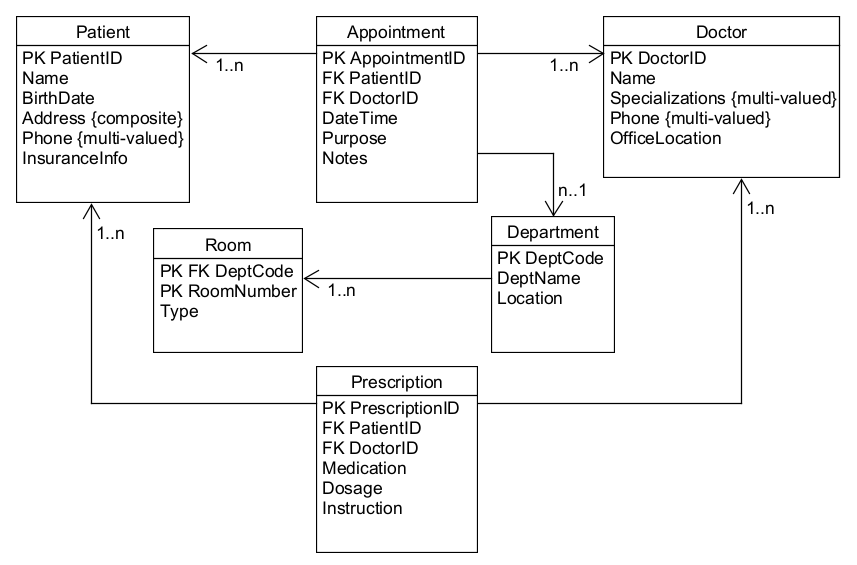 Patient
PK PatientID
Name
BirthDate
Address {composite}
Phone {multi-valued}
InsuranceInfo
1..n
Appointment
PK AppointmentID
FK PatientID
FK DoctorID
DateTime
Purpose
Notes
1..n
Doctor
PK DoctorID
Name
Specializations {multi-valued}
Phone {multi-valued}
OfficeLocation
n..1
1..n
1..n
Room
PK FK DeptCode
PK RoomNumber
Type
1..n
Department
PK DeptCode
DeptName
Location
Prescription
PK PrescriptionID
FK PatientID
FK DoctorID
Medication
Dosage
Instruction